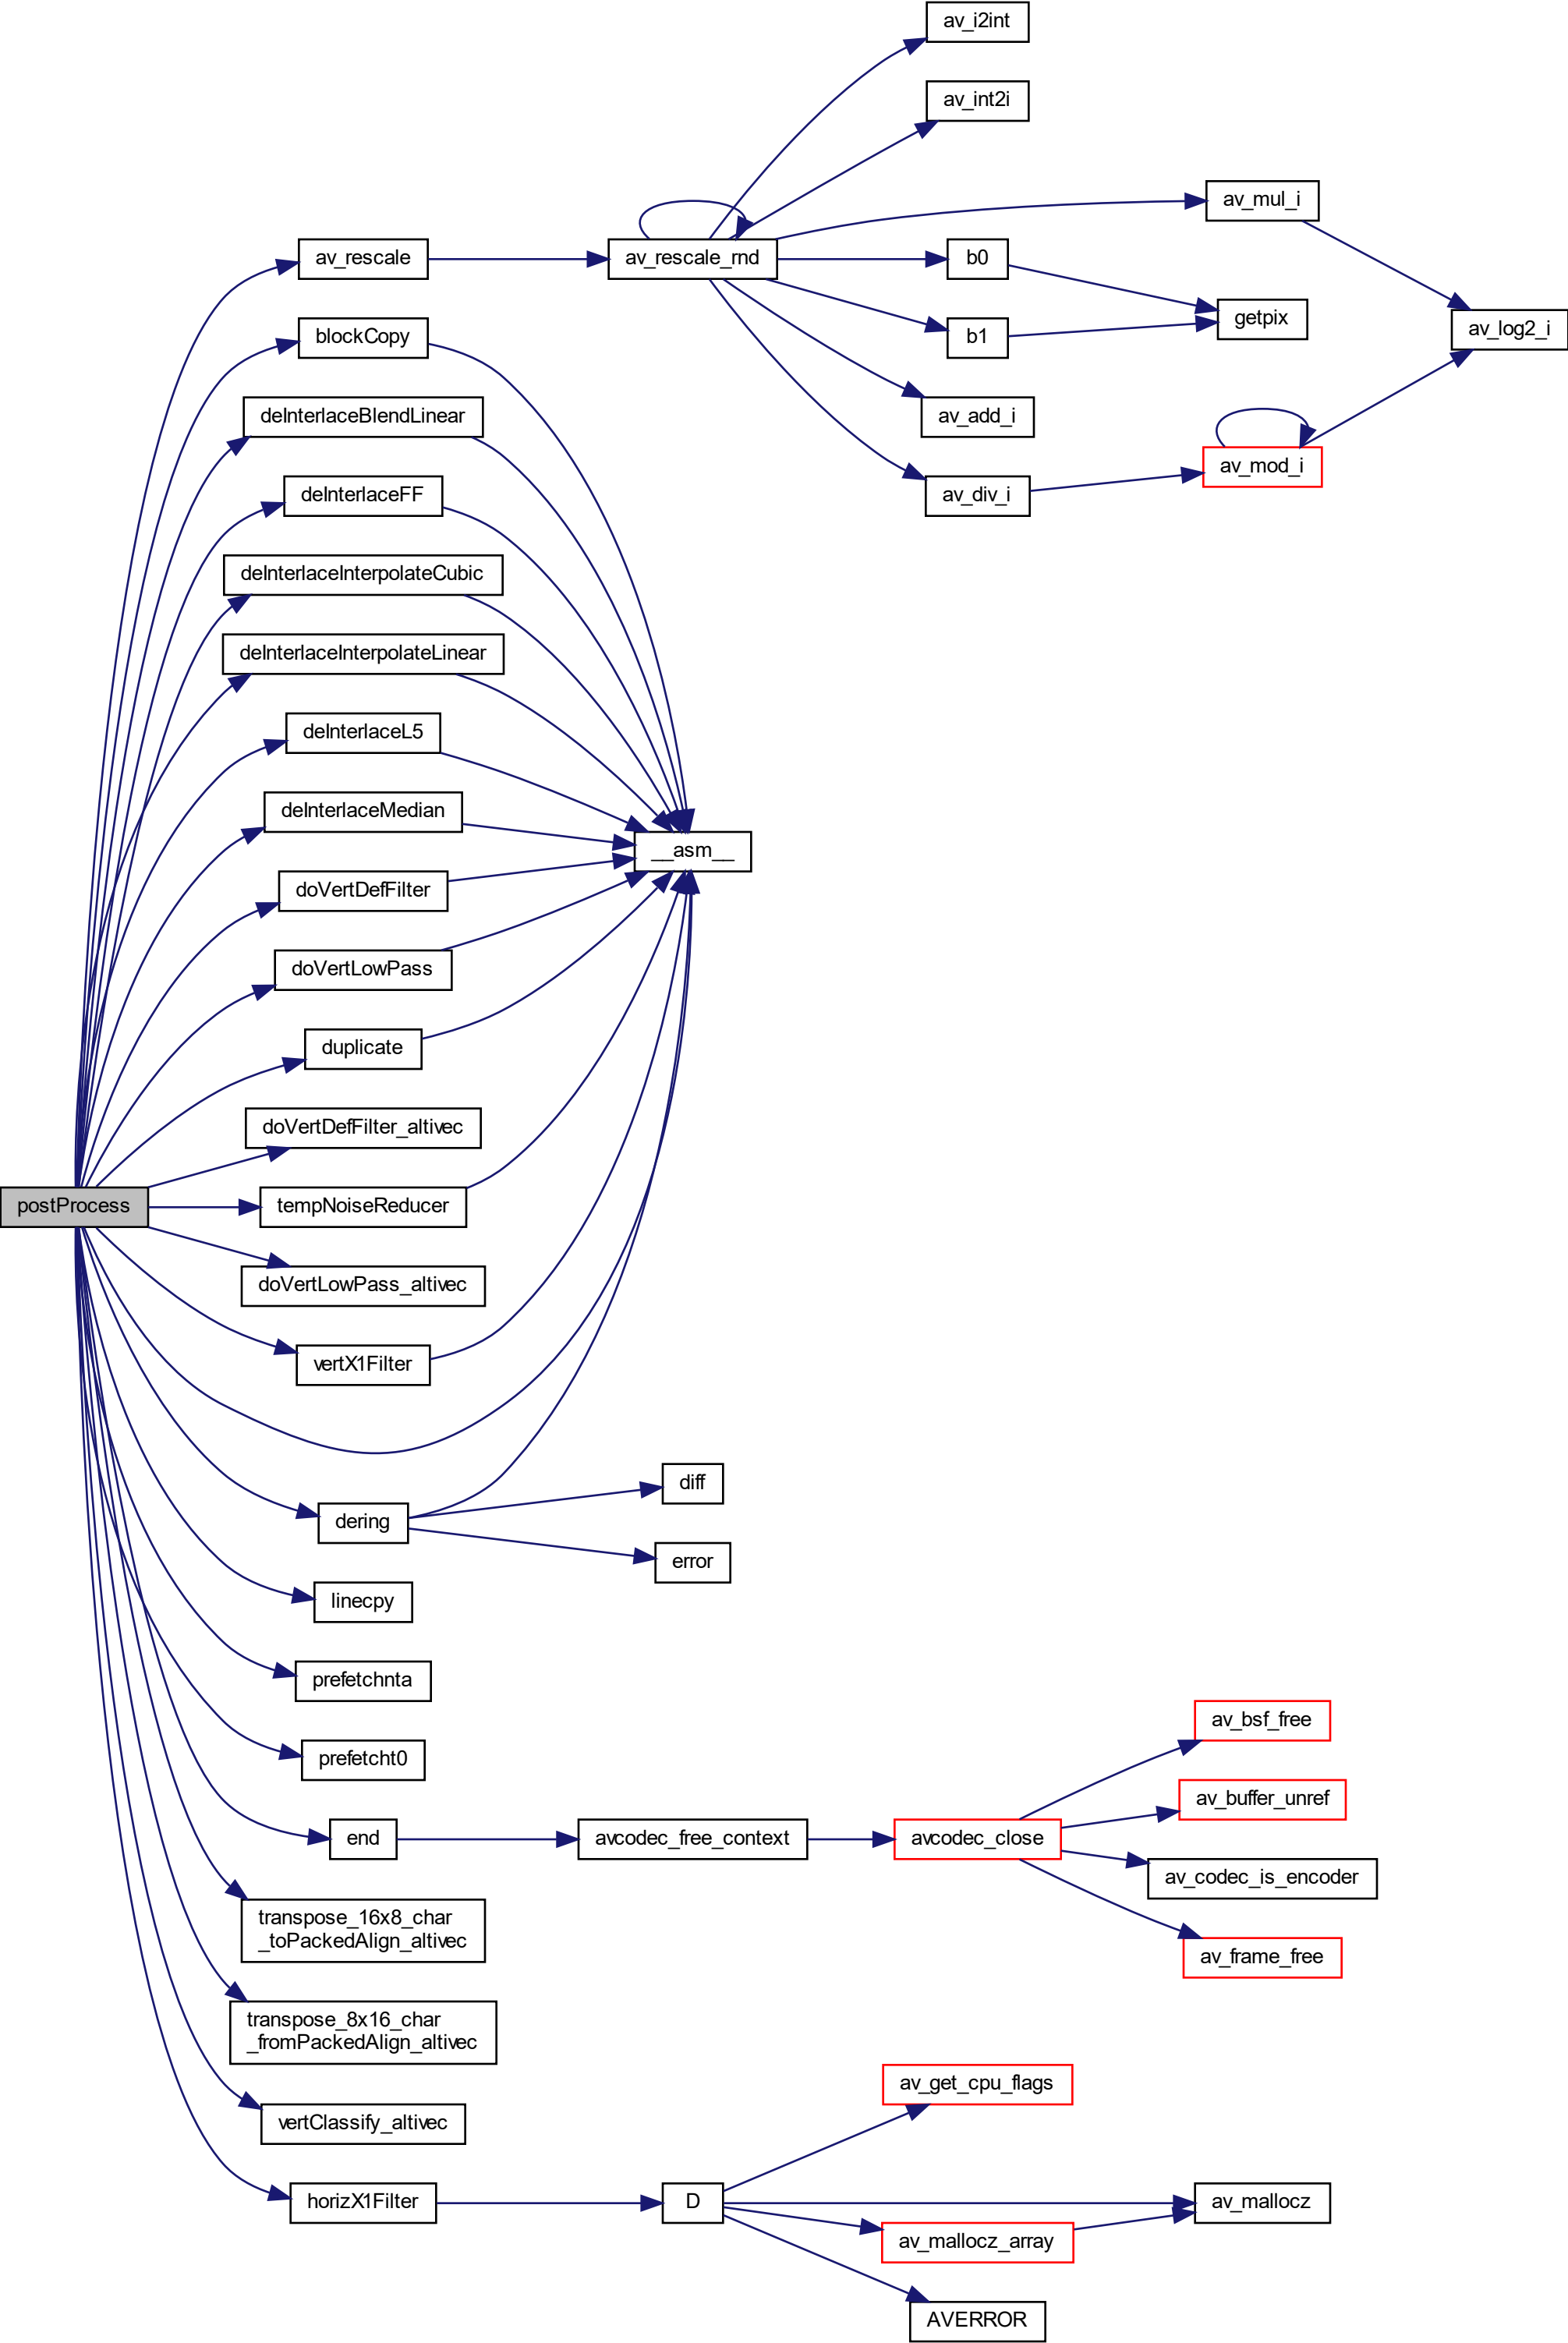 av_i2int
av_int2i
av_mul_i
av_rescale
av_rescale_rnd
b0
getpix
blockCopy
b1
av_log2_i
deInterlaceBlendLinear
av_add_i
av_mod_i
deInterlaceFF
av_div_i
deInterlaceInterpolateCubic
deInterlaceInterpolateLinear
deInterlaceL5
deInterlaceMedian
__asm__
doVertDefFilter
doVertLowPass
duplicate
doVertDefFilter_altivec
postProcess
tempNoiseReducer
doVertLowPass_altivec
vertX1Filter
diff
dering
error
linecpy
prefetchnta
av_bsf_free
prefetcht0
av_buffer_unref
end
avcodec_free_context
avcodec_close
av_codec_is_encoder
transpose_16x8_char
_toPackedAlign_altivec
av_frame_free
transpose_8x16_char
_fromPackedAlign_altivec
av_get_cpu_flags
vertClassify_altivec
horizX1Filter
D
av_mallocz
av_mallocz_array
AVERROR